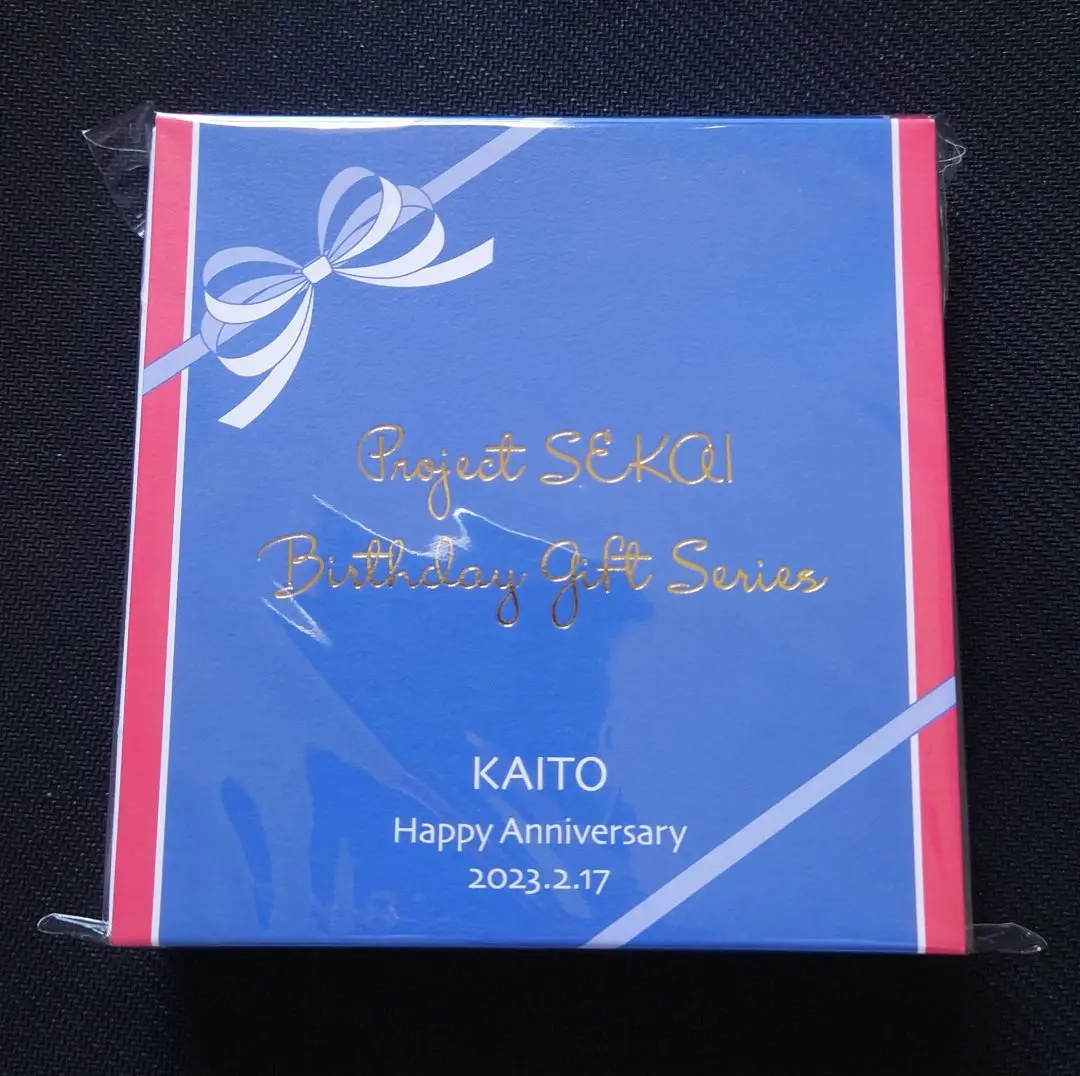 Project SEKAI
Birthday Gift Series
KAITO
Happy Anniversary
2023.2.17